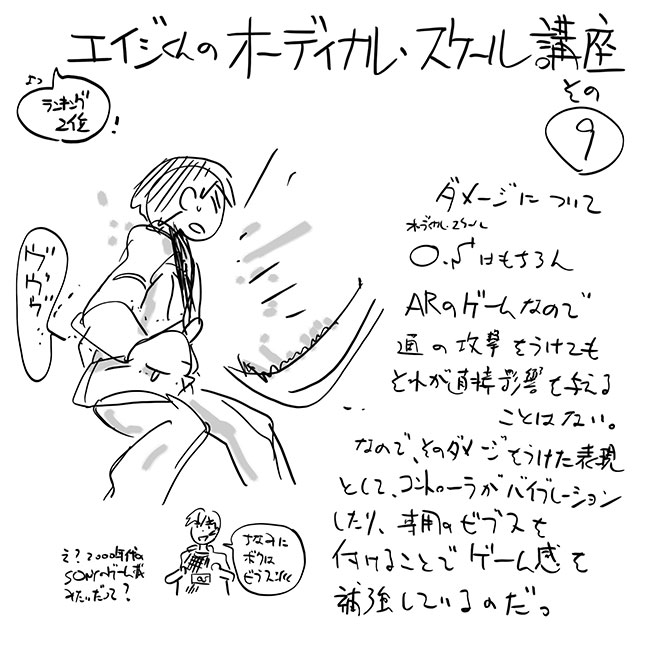 エイジくんのオーディカル・スケール講座
その
9
ランキング
2位
!
ダメージについて
オーディカル・スケール
O.Sはもちろん
ARのゲームなので
通の攻撃をうけても
それが直接影響を与える
ことはない。
なので、そのダメージをうけた表現
として、コントローラがバイブレーション
したり、専用のビブスを
付けることでゲーム感を
補強しているのだっ
ヴヴヴ
ちなみに
ボクは
え?2000年代の
SONYのゲーム機
みたいだって?